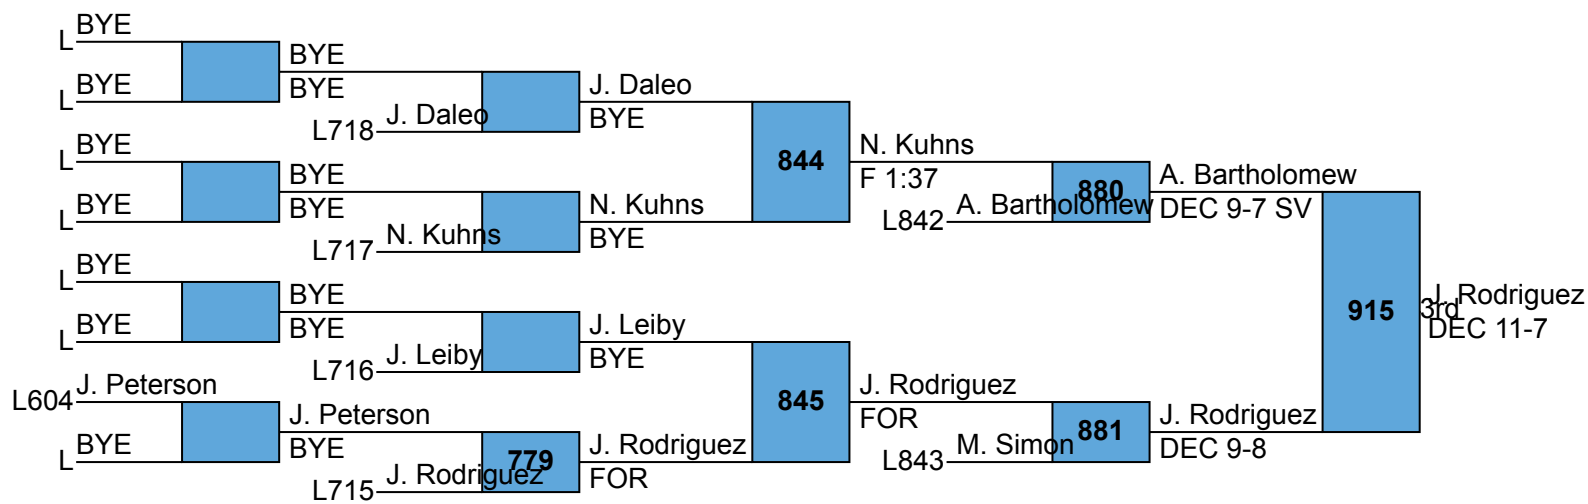 BYE
L
BYE
BYE
L
BYE
J. Daleo
L718
J. Daleo
BYE
BYE
L
BYE
BYE
L
BYE
N. Kuhns
L717
N. Kuhns
BYE
844
N. Kuhns
F 1:37
A. Bartholomew
L842
880
A. Bartholomew
DEC 9-7 SV
BYE
L
BYE
BYE
L
BYE
J. Leiby
L716
J. Leiby
BYE
J. Peterson
L604
BYE
L
J. Peterson
BYE
J. Rodriguez
L715
779
J. Rodriguez
FOR
845
J. Rodriguez
FOR
M. Simon
L843
881
J. Rodriguez
DEC 9-8
915
3rd
J. Rodriguez
DEC 11-7